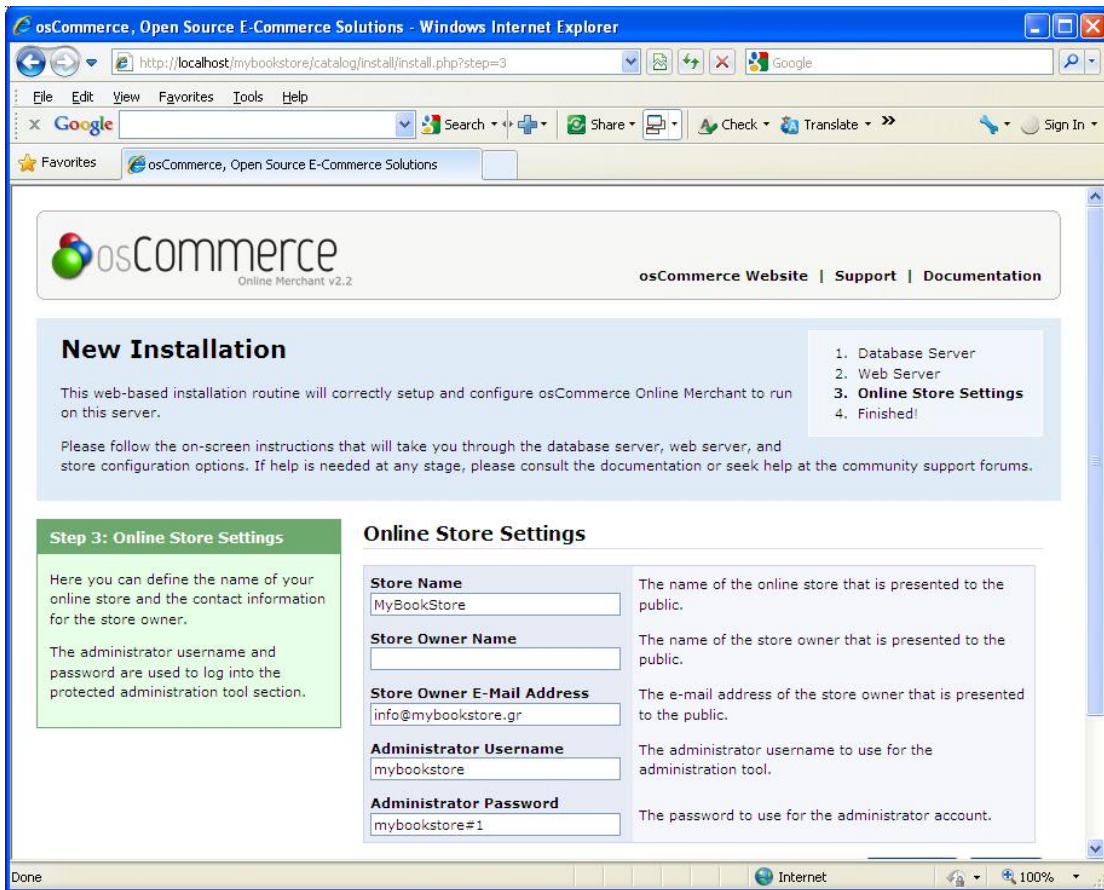 osCommerce, Open Source E-Commerce Solutions - Windows Internet Explorer
http://localhost/mybookstore/catalog/install/install.php?step=3
Google
File Edit View Favorites Tools Help
x Google Search Share Check Translate » Sign In
Favorites osCommerce, Open Source E-Commerce Solutions
osCommerce
Online Merchant v2.2
osCommerce Website | Support | Documentation
New Installation
This web-based installation routine will correctly setup and configure osCommerce Online Merchant to run
on this server.
Please follow the on-screen instructions that will take you through the database server, web server, and
store configuration options. If help is needed at any stage, please consult the documentation or seek help at the community support forums.
1. Database Server
2. Web Server
3. Online Store Settings
4. Finished!
Step 3: Online Store Settings
Here you can define the name of your
online store and the contact information
for the store owner.
The administrator username and
password are used to log into the
protected administration tool section.
Online Store Settings
Store Name
MyBookStore
The name of the online store that is presented to the
public.
Store Owner Name
The name of the store owner that is presented to the
public.
Store Owner E-Mail Address
info@mybookstore.gr
The e-mail address of the store owner that is presented
to the public.
Administrator Username
mybookstore
The administrator username to use for the
administration tool.
Administrator Password
mybookstore#1
The password to use for the administrator account.
Done Internet 100%